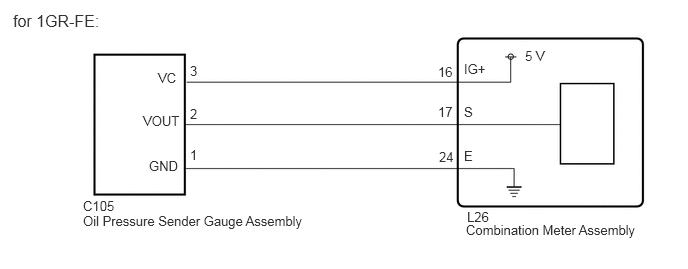 for 1GR-FE:
VC 3 16 IG+ 5 V
VOUT 2 17 S
GND 1 24 E
C105
Oil Pressure Sender Gauge Assembly
L26
Combination Meter Assembly